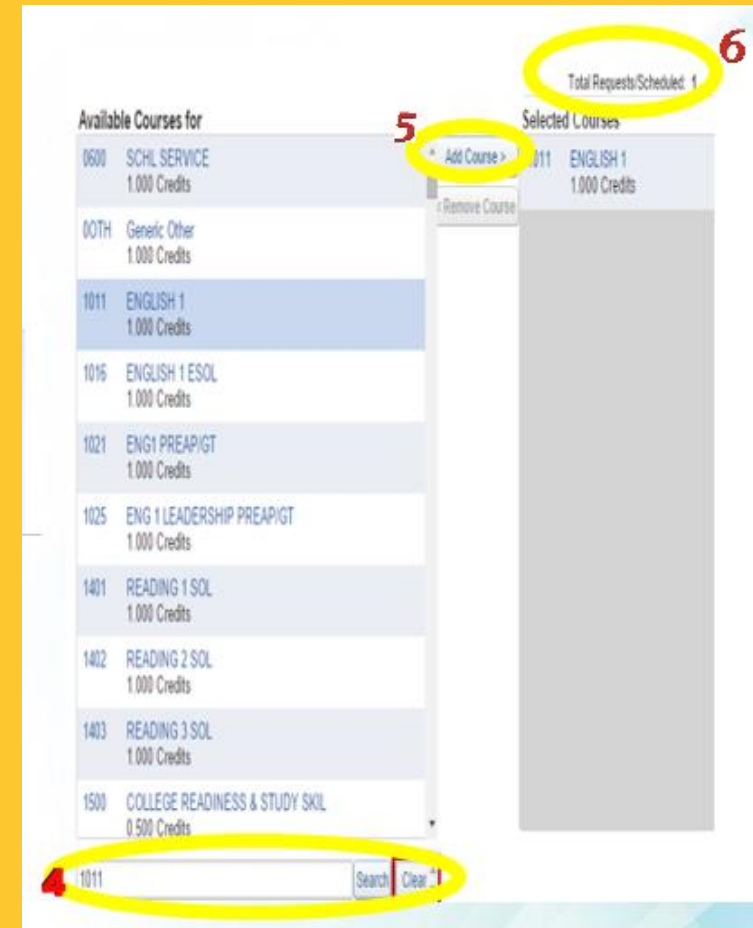 6
Total Requests/Scheduled: 1
Available Courses for
5
Selected Courses
0600 SCHL SERVICE
1.000 Credits
Add Course >
1011 ENGLISH 1
1.000 Credits
< Remove Course
0OTH Generic Other
1.000 Credits
1011 ENGLISH 1
1.000 Credits
1016 ENGLISH 1 ESOL
1.000 Credits
1021 ENG1 PREAP/GT
1.000 Credits
1025 ENG 1 LEADERSHIP PREAP/GT
1.000 Credits
1401 READING 1 SOL
1.000 Credits
1402 READING 2 SOL
1.000 Credits
1403 READING 3 SOL
1.000 Credits
1500 COLLEGE READINESS & STUDY SKIL
0.500 Credits
4
1011
Search
Clear